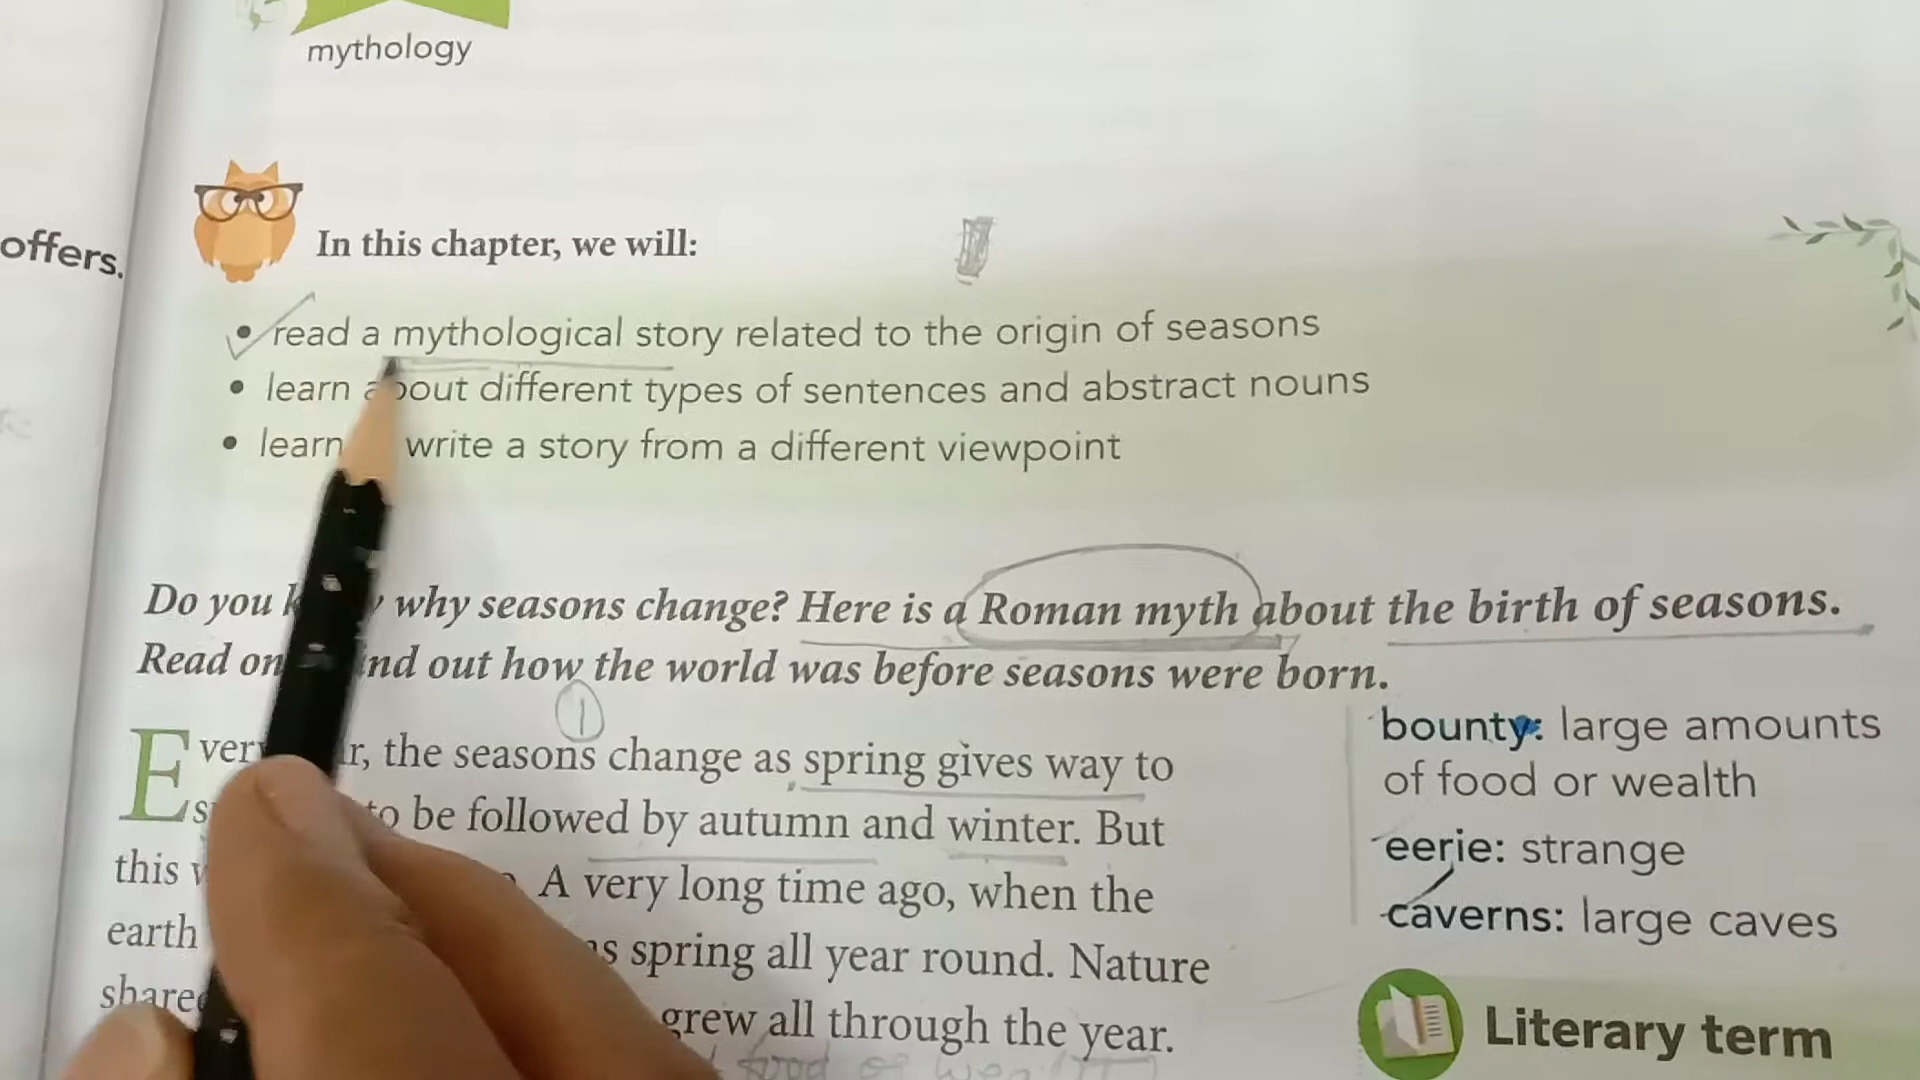 mythology
offers.
In this chapter, we will:
• read a mythological story related to the origin of seasons
• learn about different types of sentences and abstract nouns
• learn write a story from a different viewpoint
Do you why seasons change? Here is a Roman myth about the birth of seasons.
Read on out how the world was before seasons were born.
1
the seasons change as spring gives way to
to be followed by autumn and winter. But
this A very long time ago, when the
earth spring all year round. Nature
grew all through the year.
food or
bounty: large amounts
of food or wealth
eerie: strange
caverns: large caves
Literary term